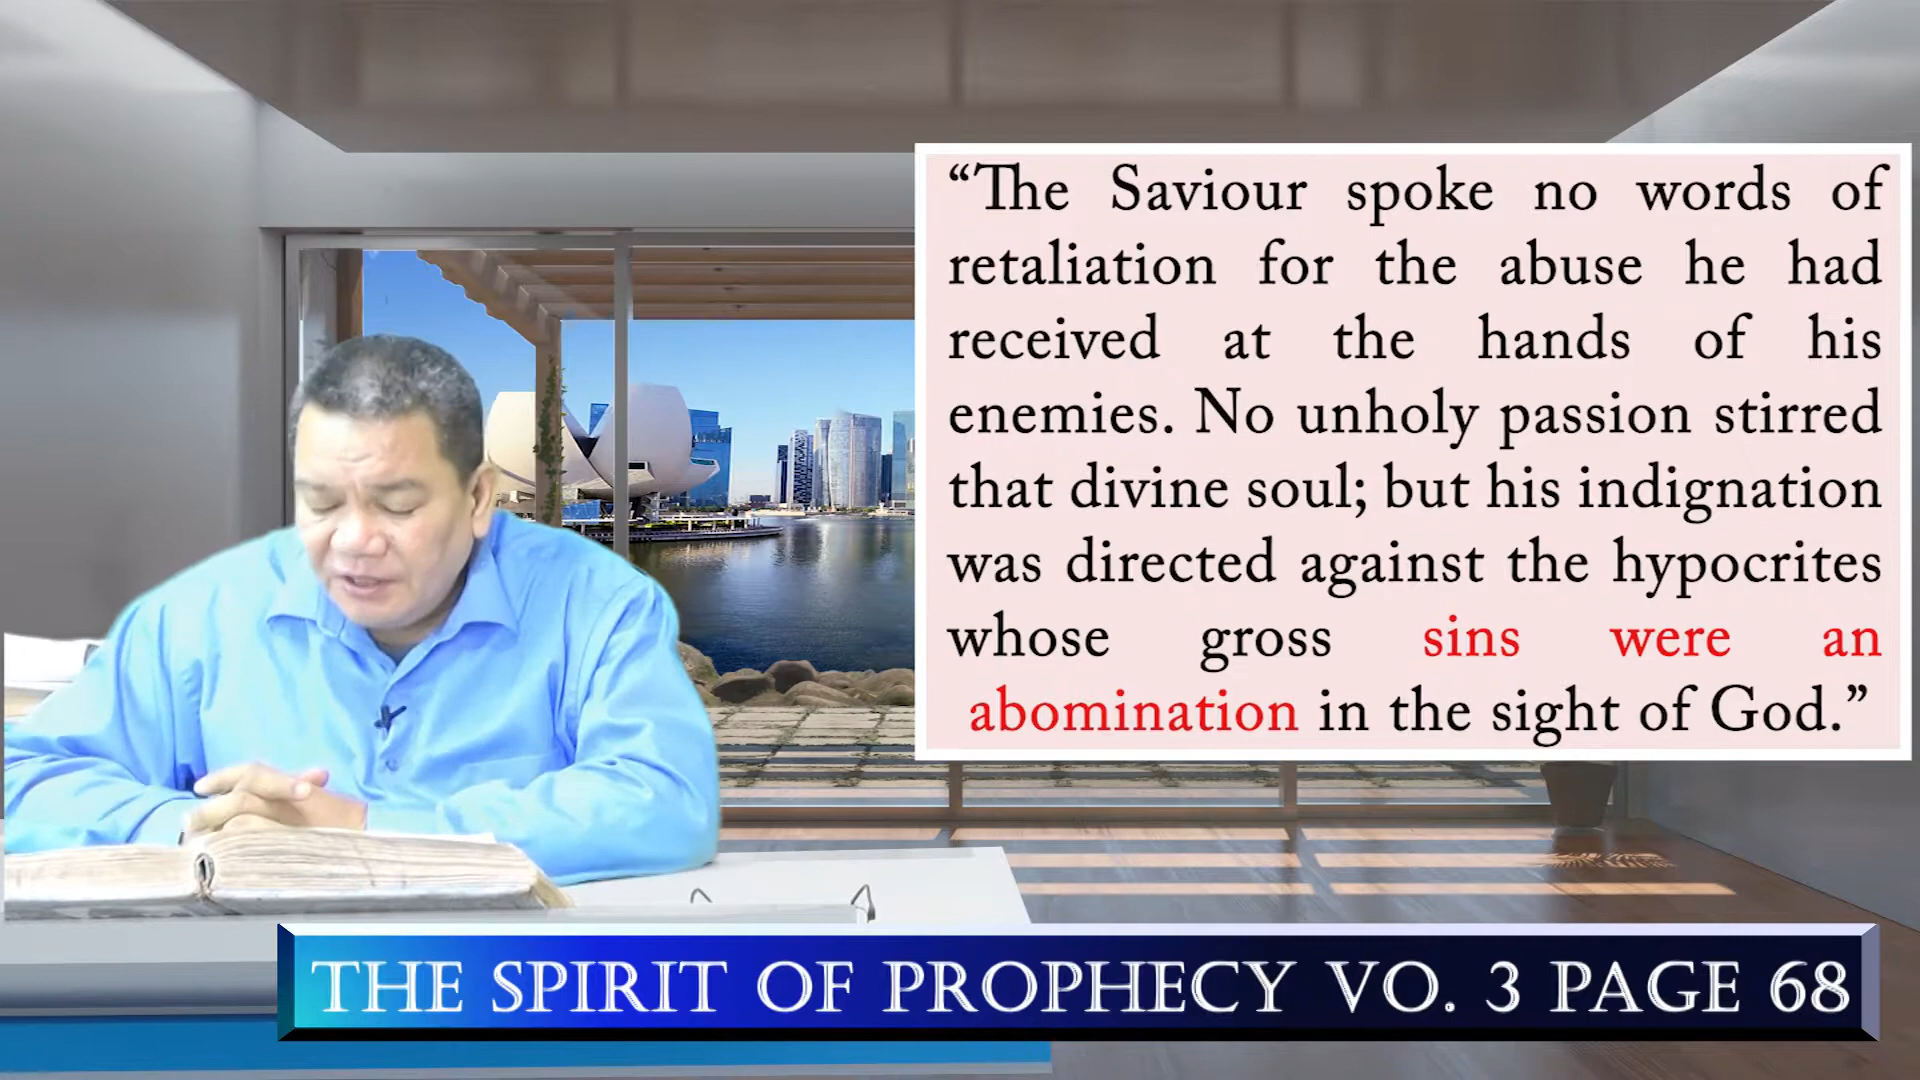 “The Saviour spoke no words of
retaliation for the abuse he had
received at the hands of his
enemies. No unholy passion stirred
that divine soul; but his indignation
was directed against the hypocrites
whose gross sins were an
abomination in the sight of God.”
THE SPIRIT OF PROPHECY VO. 3 PAGE 68